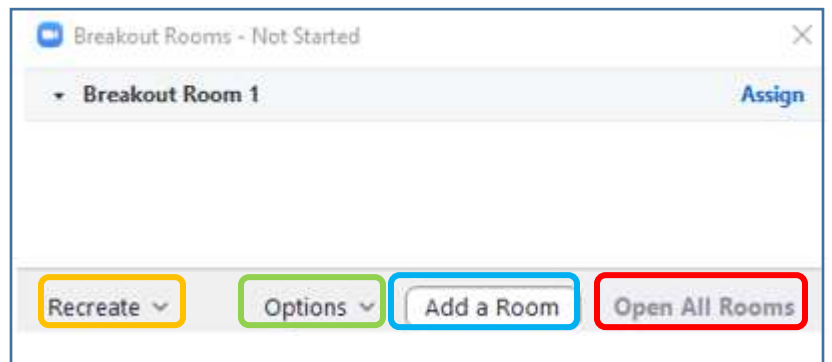 Breakout Rooms - Not Started
Breakout Room 1 Assign
Recreate Options Add a Room Open All Rooms